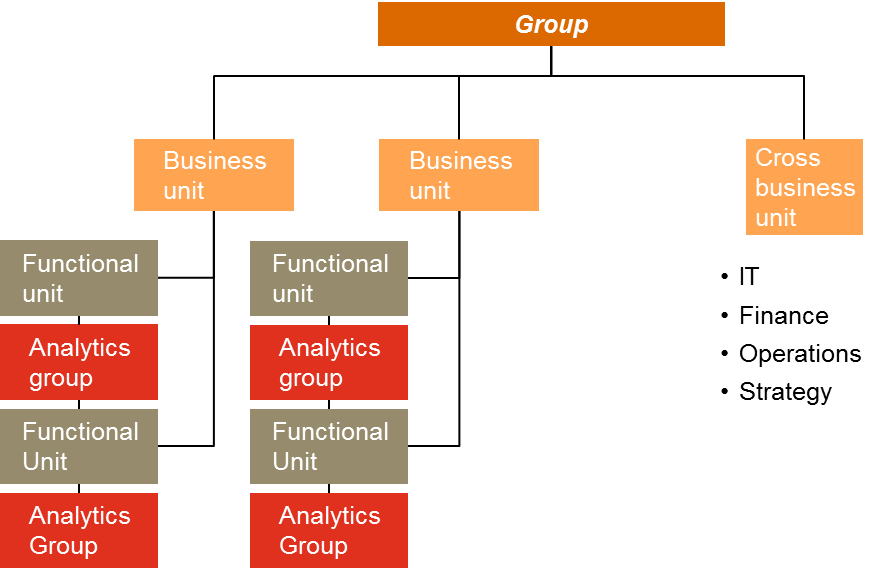 Group
Business
unit
Business
unit
Cross
business
unit
Functional
unit
Analytics
group
Functional
Unit
Analytics
Group
Functional
unit
Analytics
group
Functional
Unit
Analytics
Group
• IT
• Finance
• Operations
• Strategy